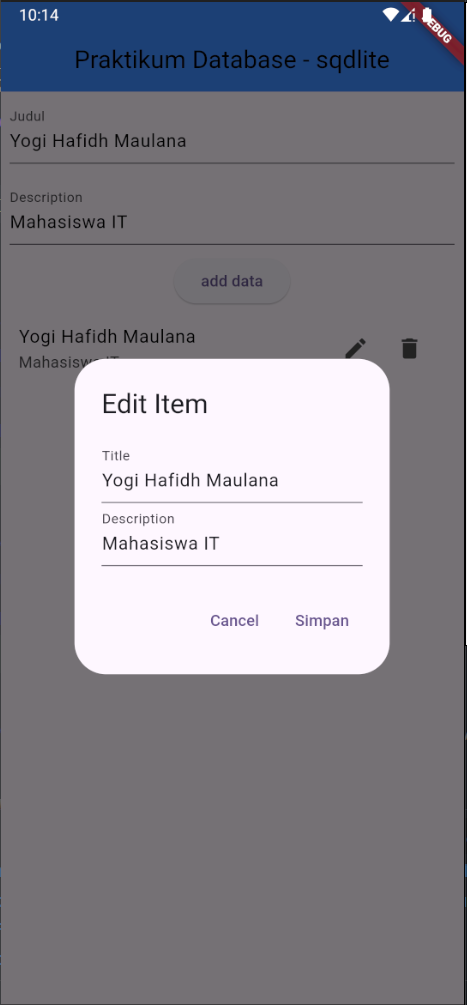 10:14
DEBUG
Praktikum Database - sqdlite
Judul
Yogi Hafidh Maulana
Description
Mahasiswa IT
add data
Yogi Hafidh Maulana
Mahasiswa IT
Edit Item
Title
Yogi Hafidh Maulana
Description
Mahasiswa IT
Cancel
Simpan